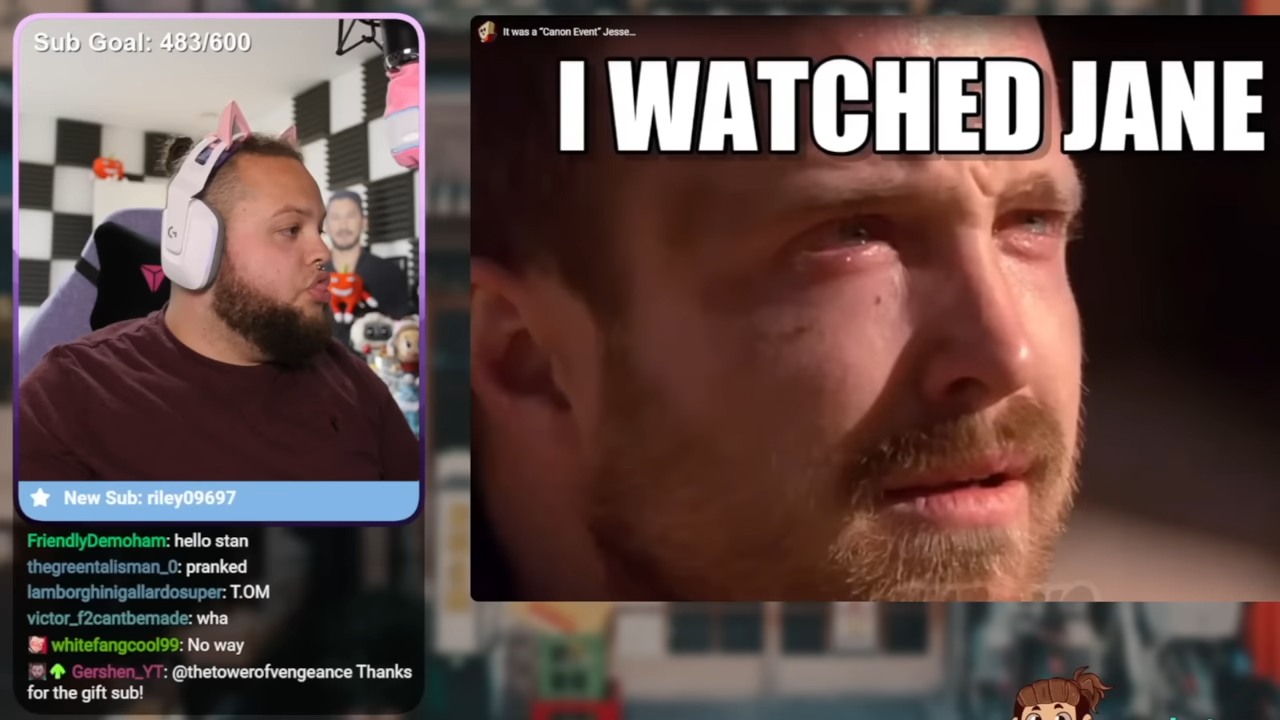 Sub Goal: 483/600
It was a “Canon Event” Jesse...
I WATCHED JANE
New Sub: riley09697
FriendlyDemoham: hello stan
thegreentalisman_0: pranked
lamborghinigallardosuper: T.OM
victor_f2cantbemade: wha
whitefangcool99: No way
Gershen_YT: @thetowerofvengeance Thanks
for the gift sub!